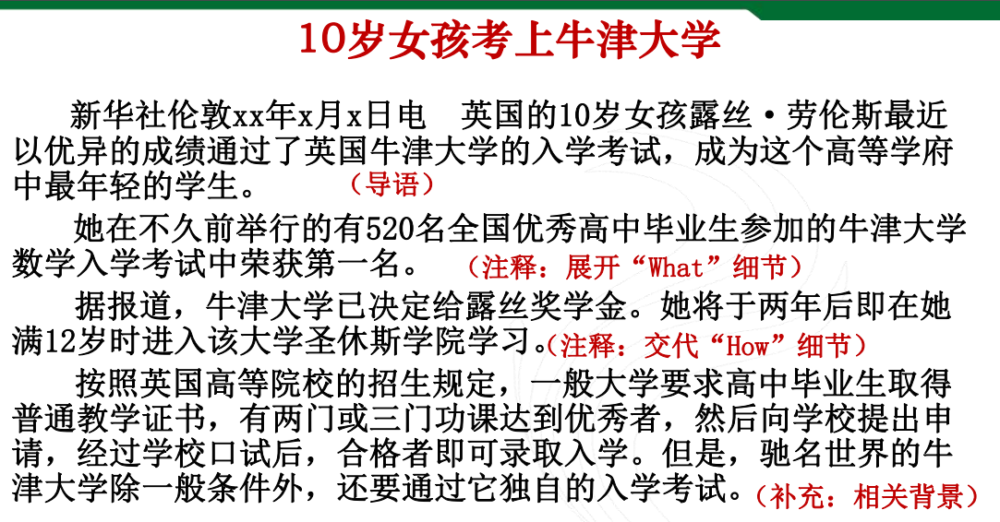 10岁女孩考上牛津大学
新华社伦敦xx年x月x日电 英国的10岁女孩露丝·劳伦斯最近
以优异的成绩通过了英国牛津大学的入学考试，成为这个高等学府
中最年轻的学生。 （导语）
她在不久前举行的有520名全国优秀高中毕业生参加的牛津大学
数学入学考试中荣获第一名。 （注释：展开“What”细节）
据报道，牛津大学已决定给露丝奖学金。她将于两年后即在她
满12岁时进入该大学圣休斯学院学习。（注释：交代“How”细节）
按照英国高等院校的招生规定，一般大学要求高中毕业生取得
普通教学证书，有两门或三门功课达到优秀者，然后向学校提出申
请，经过学校口试后，合格者即可录取入学。但是，驰名世界的牛
津大学除一般条件外，还要通过它独自的入学考试。（补充：相关背景）